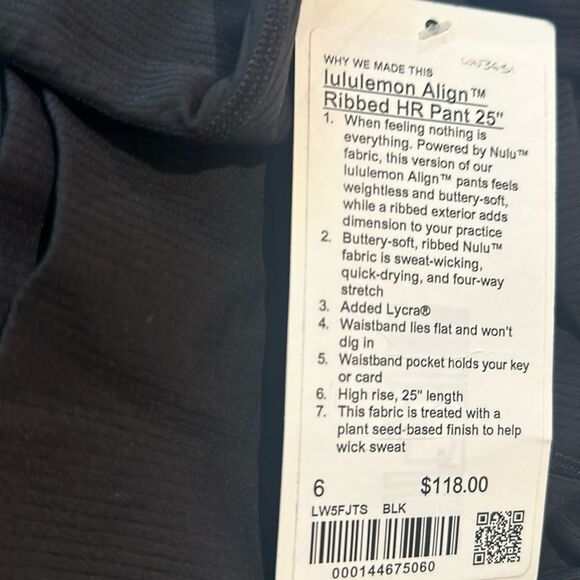 WHY WE MADE THIS
lululemon Align™
Ribbed HR Pant 25"
1. When feeling nothing is
everything. Powered by Nulu™
fabric, this version of our
lululemon Align™ pants feels
weightless and buttery-soft,
while a ribbed exterior adds
dimension to your practice
2. Buttery-soft, ribbed Nulu™
fabric is sweat-wicking,
quick-drying, and four-way
stretch
3. Added Lycra®
4. Waistband lies flat and won't
dig in
5. Waistband pocket holds your key
or card
6. High rise, 25" length
7. This fabric is treated with a
plant seed-based finish to help
wick sweat
6 $118.00
LW5FJTS BLK
000144675060